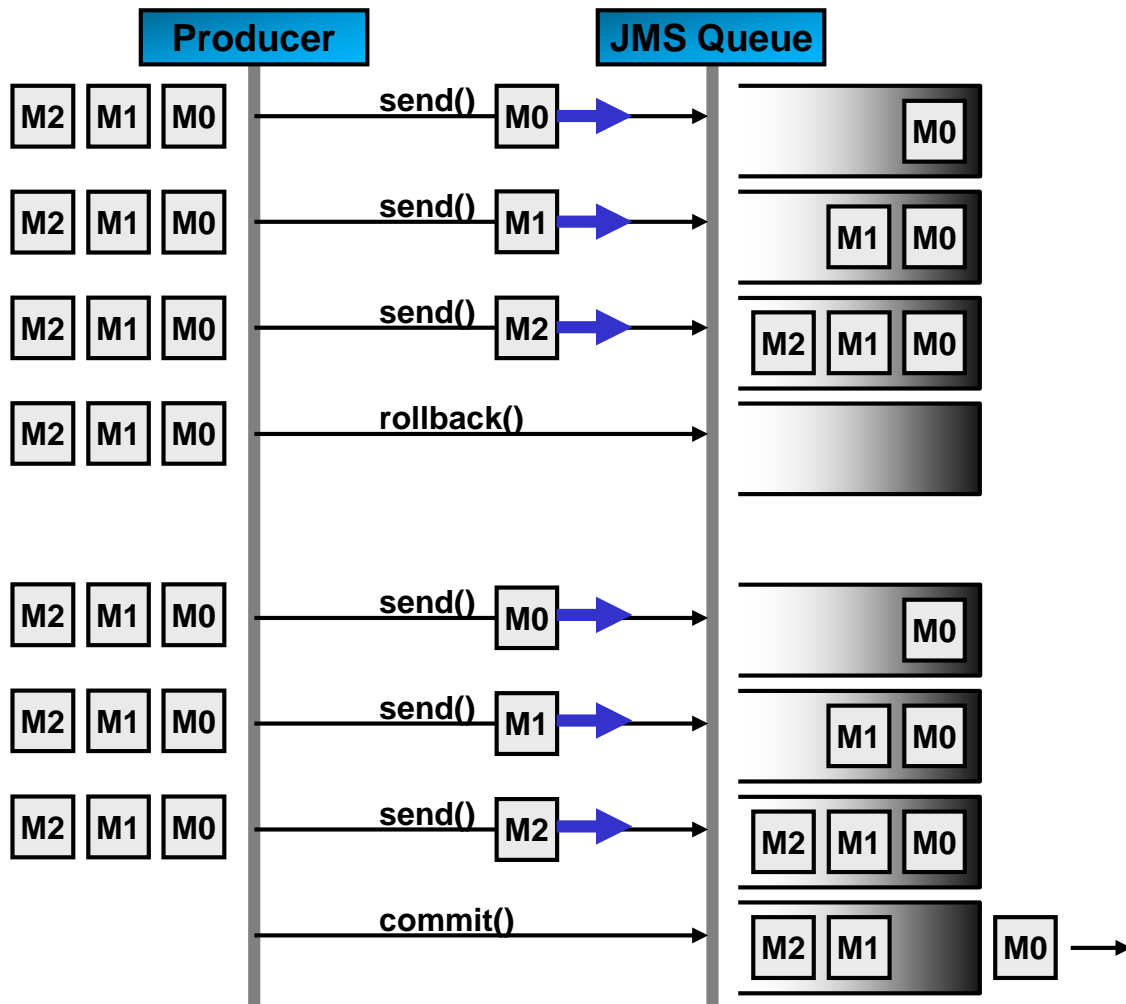 Producer JMS Queue
M2 M1 M0 send() M0 M0
M2 M1 M0 send() M1 M1 M0
M2 M1 M0 send() M2 M2 M1 M0
M2 M1 M0 rollback()
M2 M1 M0 send() M0 M0
M2 M1 M0 send() M1 M1 M0
M2 M1 M0 send() M2 M2 M1 M0
commit() M2 M1 M0